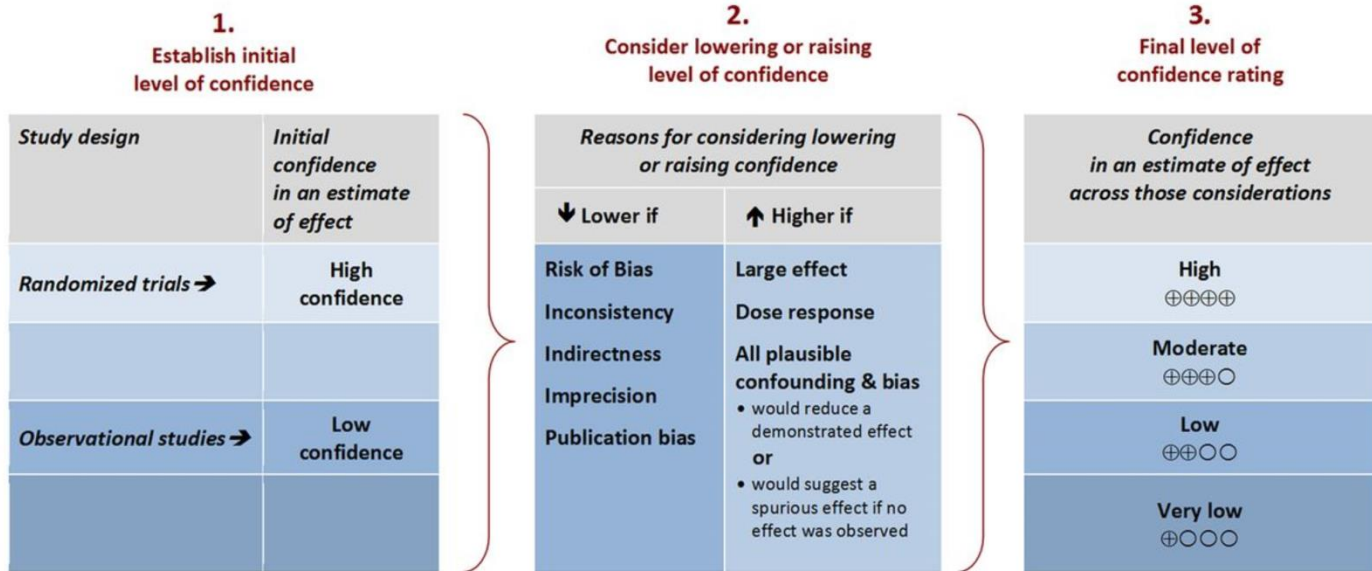 1.
Establish initial
level of confidence
Study design
Initial
confidence
in an estimate
of effect
Randomized trials ➔
High
confidence
Observational studies ➔
Low
confidence
2.
Consider lowering or raising
level of confidence
Reasons for considering lowering
or raising confidence
🡻 Lower if
🡹 Higher if
Risk of Bias
Inconsistency
Indirectness
Imprecision
Publication bias
Large effect
Dose response
All plausible
confounding & bias
• would reduce a
demonstrated effect
or
• would suggest a
spurious effect if no
effect was observed
3.
Final level of
confidence rating
Confidence
in an estimate of effect
across those considerations
High
⊕⊕⊕⊕
Moderate
⊕⊕⊕○
Low
⊕⊕○○
Very low
⊕○○○